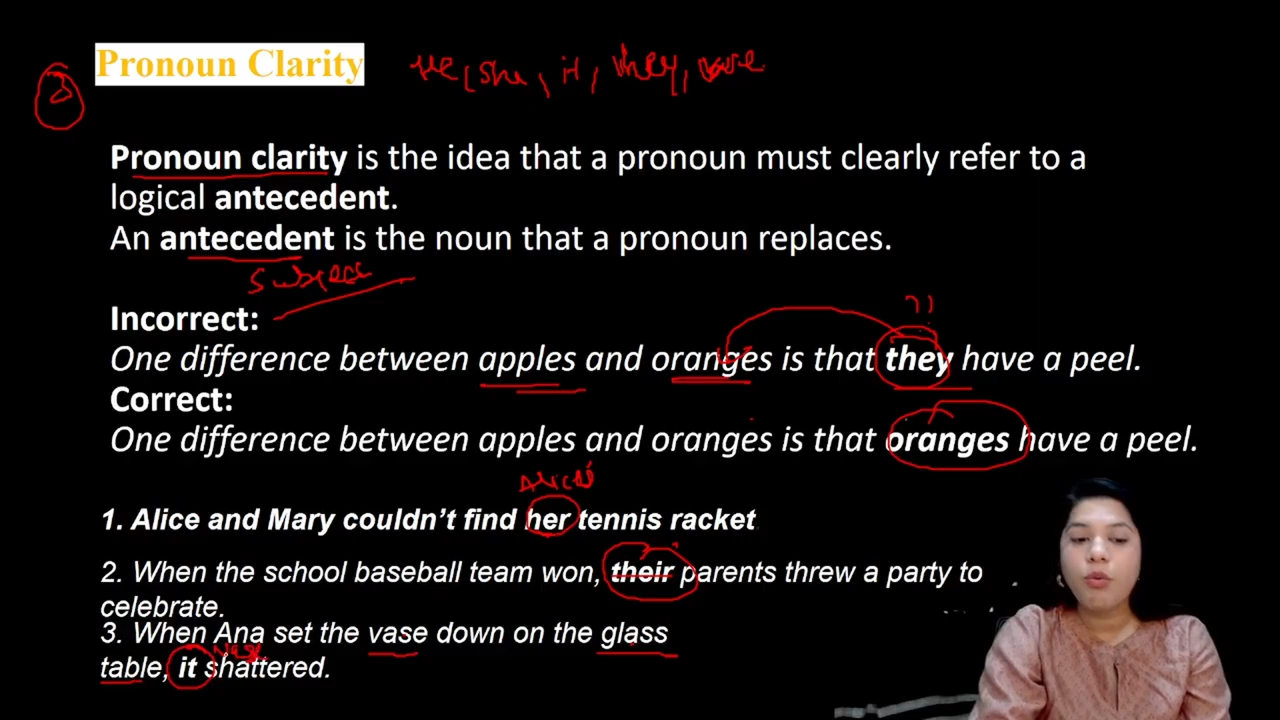 Pronoun Clarity
He, She, it, they,
Pronoun clarity is the idea that a pronoun must clearly refer to a
logical antecedent.
An antecedent is the noun that a pronoun replaces.
Incorrect:
??
One difference between apples and oranges is that they have a peel.
Correct:
One difference between apples and oranges is that oranges have a peel.
1. Alice and Mary couldn't find her tennis racket
2. When the school baseball team won, their parents threw a party to
celebrate.
3. When Ana set the vase down on the glass
table, it shattered.